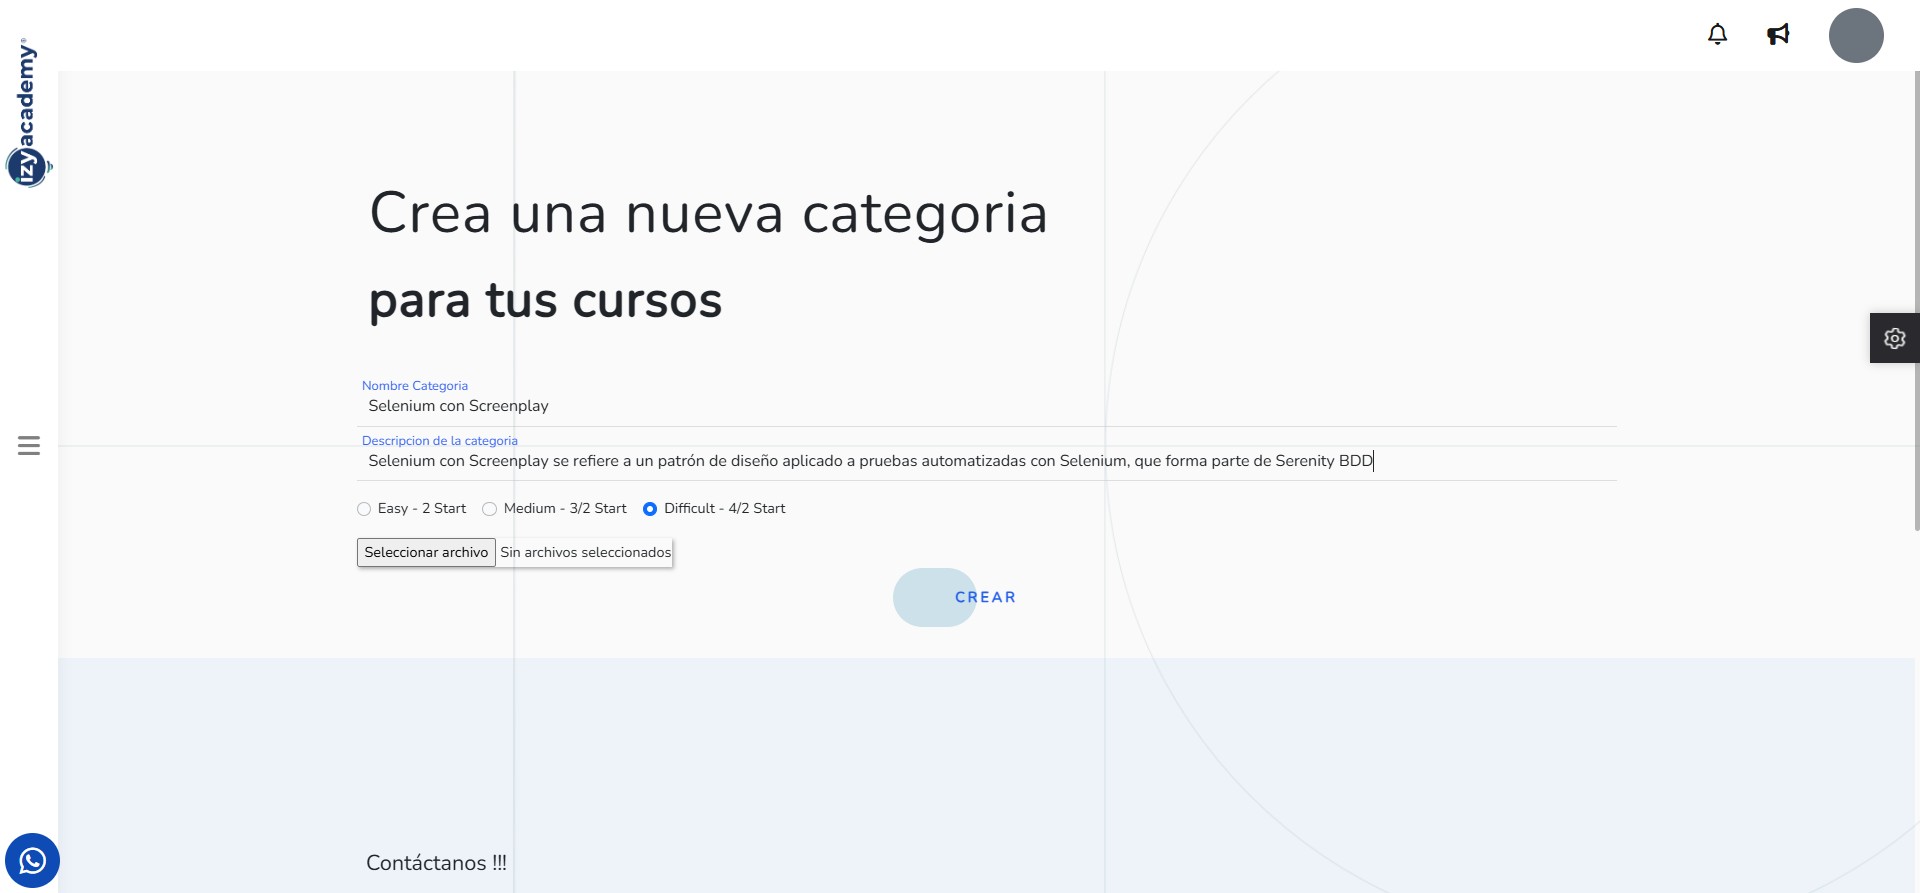 izyacademy®
Crea una nueva categoria
para tus cursos
Nombre Categoria
Selenium con Screenplay
Descripcion de la categoria
Selenium con Screenplay se refiere a un patrón de diseño aplicado a pruebas automatizadas con Selenium, que forma parte de Serenity BDD
Easy - 2 Start Medium - 3/2 Start Difficult - 4/2 Start
Seleccionar archivo Sin archivos seleccionados
CREAR
Contáctanos !!!